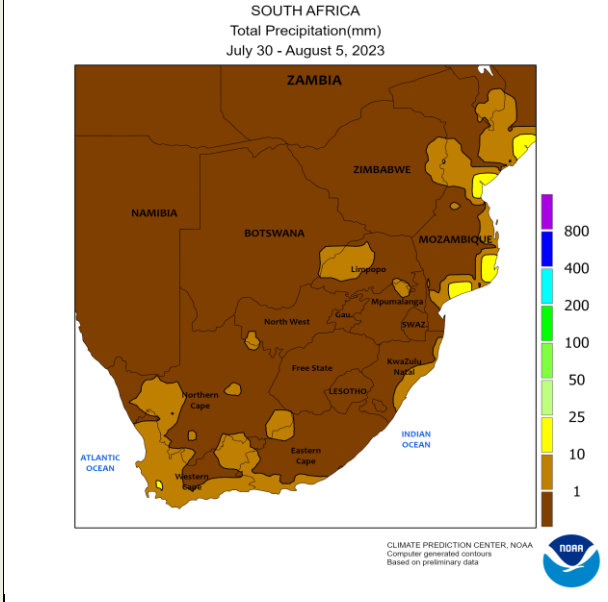 SOUTH AFRICA
Total Precipitation(mm)
July 30 - August 5, 2023
ZAMBIA
ZIMBABWE
NAMIBIA
BOTSWANA
MOZAMBIQUE
Limpopo
Mpumalanga
North West
Gau.
SWAZ.
Free State
KwaZulu
Natal
LESOTHO
Northern
Cape
Eastern
Cape
Western
Cape
ATLANTIC
OCEAN
INDIAN
OCEAN
800
400
200
100
50
25
10
1
CLIMATE PREDICTION CENTER, NOAA
Computer generated contours
Based on preliminary data
NOAA